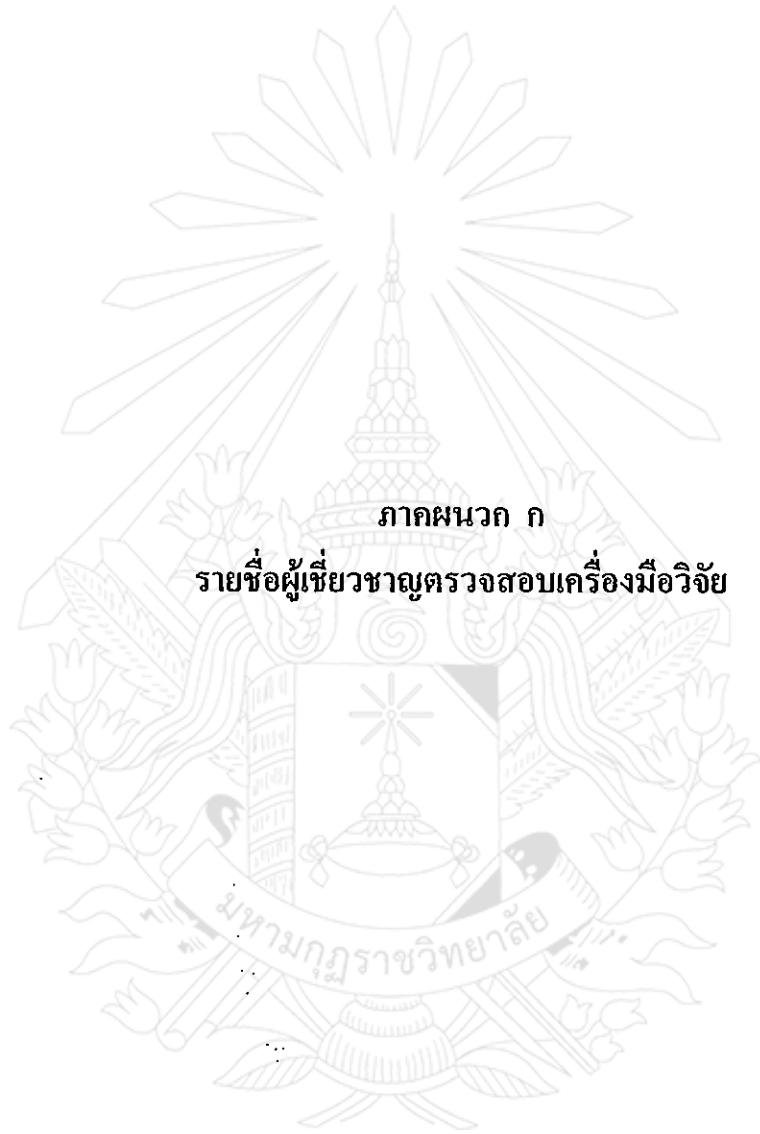 ภาคผนวก ก
รายชื่อผู้เชี่ยวชาญตรวจสอบเครื่องมือวิจัย
มหามกุฏราชวิทยาลัย